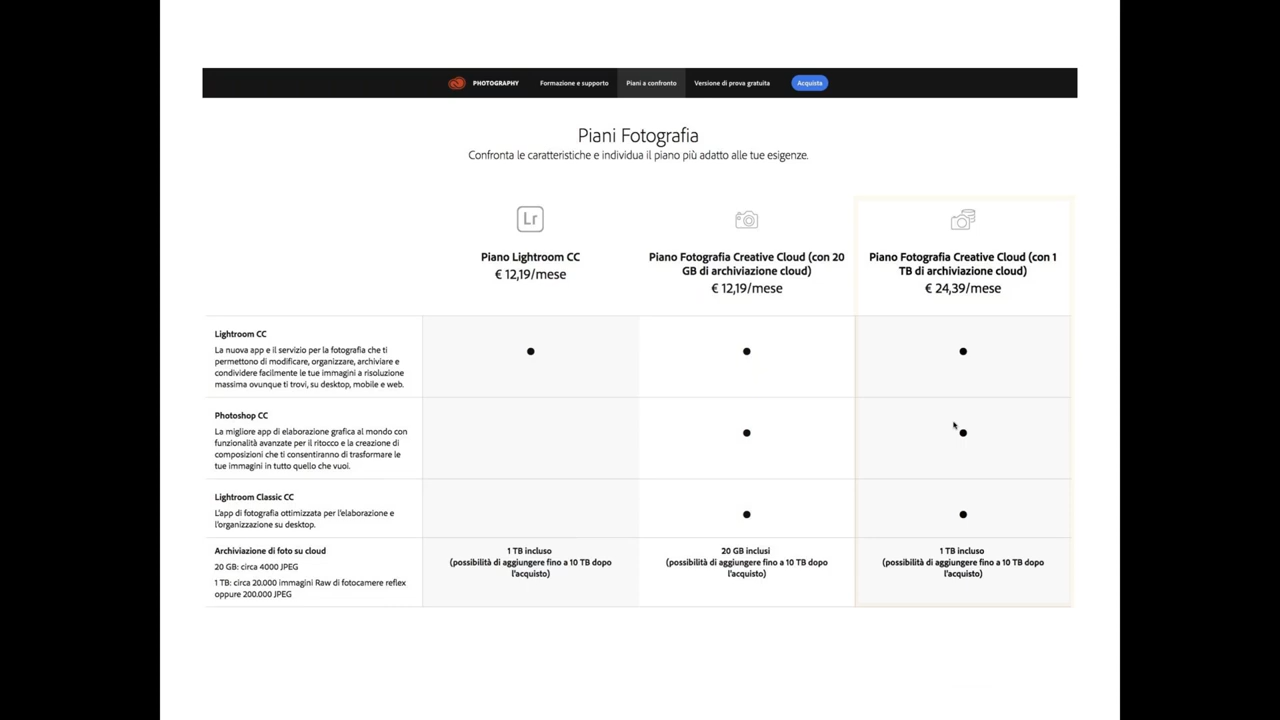 PHOTOGRAPHY Formazione e supporto Piani a confronto Versione di prova gratuita Acquista
Piani Fotografia
Confronta le caratteristiche e individua il piano più adatto alle tue esigenze.
Lr
Piano Lightroom CC
€ 12,19/mese
Piano Fotografia Creative Cloud (con 20
GB di archiviazione cloud)
€ 12,19/mese
Piano Fotografia Creative Cloud (con 1
TB di archiviazione cloud)
€ 24,39/mese
Lightroom CC
La nuova app e il servizio per la fotografia che ti
permettono di modificare, organizzare, archiviare e
condividere facilmente le tue immagini a risoluzione
massima ovunque ti trovi, su desktop, mobile e web.
Photoshop CC
La migliore app di elaborazione grafica al mondo con
funzionalità avanzate per il ritocco e la creazione di
composizioni che ti consentiranno di trasformare le
tue immagini in tutto quello che vuoi.
Lightroom Classic CC
L'app di fotografia ottimizzata per l'elaborazione e
l'organizzazione su desktop.
Archiviazione di foto su cloud
20 GB: circa 4000 JPEG
1 TB: circa 20.000 immagini Raw di fotocamere reflex
oppure 200.000 JPEG
1 TB incluso
(possibilità di aggiungere fino a 10 TB dopo
l'acquisto)
20 GB inclusi
(possibilità di aggiungere fino a 10 TB dopo
l'acquisto)
1 TB incluso
(possibilità di aggiungere fino a 10 TB dopo
l'acquisto)